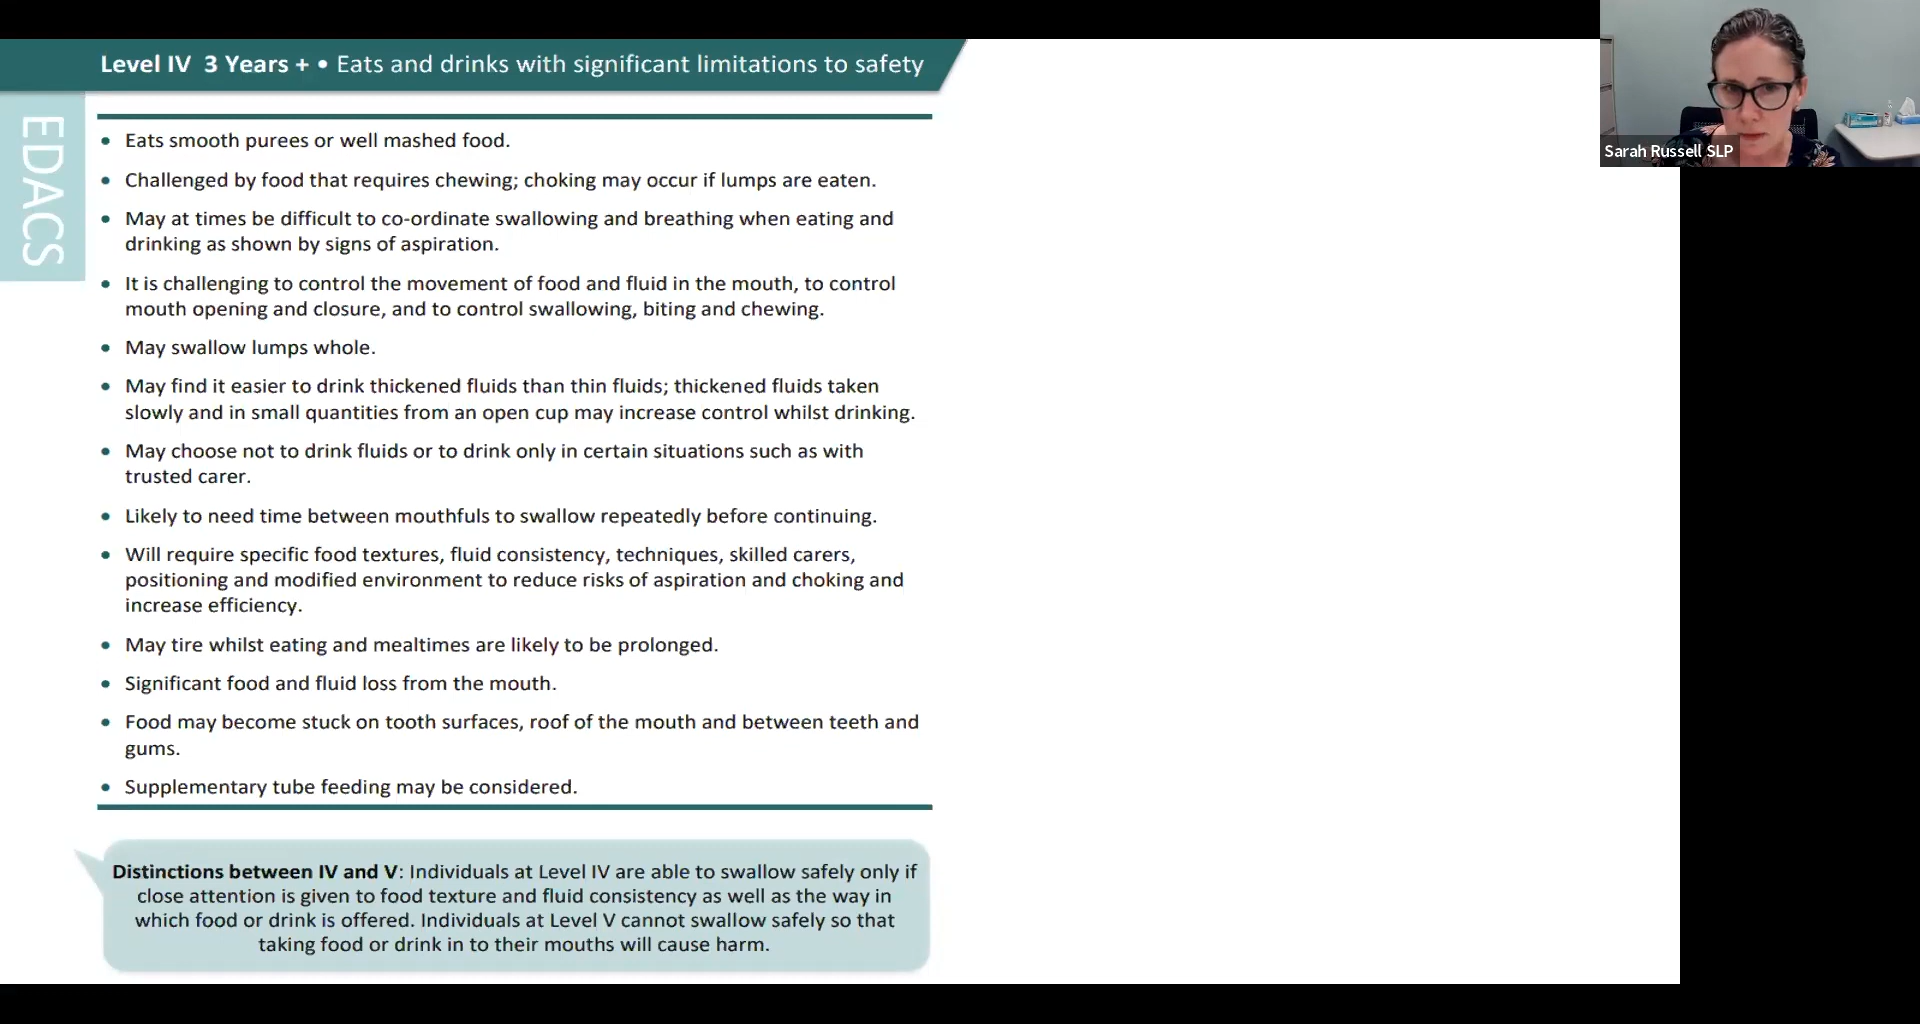 Level IV 3 Years + • Eats and drinks with significant limitations to safety
EDACS
• Eats smooth purees or well mashed food.
• Challenged by food that requires chewing; choking may occur if lumps are eaten.
• May at times be difficult to co-ordinate swallowing and breathing when eating and
drinking as shown by signs of aspiration.
• It is challenging to control the movement of food and fluid in the mouth, to control
mouth opening and closure, and to control swallowing, biting and chewing.
• May swallow lumps whole.
• May find it easier to drink thickened fluids than thin fluids; thickened fluids taken
slowly and in small quantities from an open cup may increase control whilst drinking.
• May choose not to drink fluids or to drink only in certain situations such as with
trusted carer.
• Likely to need time between mouthfuls to swallow repeatedly before continuing.
• Will require specific food textures, fluid consistency, techniques, skilled carers,
positioning and modified environment to reduce risks of aspiration and choking and
increase efficiency.
• May tire whilst eating and mealtimes are likely to be prolonged.
• Significant food and fluid loss from the mouth.
• Food may become stuck on tooth surfaces, roof of the mouth and between teeth and
gums.
• Supplementary tube feeding may be considered.
Distinctions between IV and V: Individuals at Level IV are able to swallow safely only if
close attention is given to food texture and fluid consistency as well as the way in
which food or drink is offered. Individuals at Level V cannot swallow safely so that
taking food or drink in to their mouths will cause harm.
Sarah Russell SLP